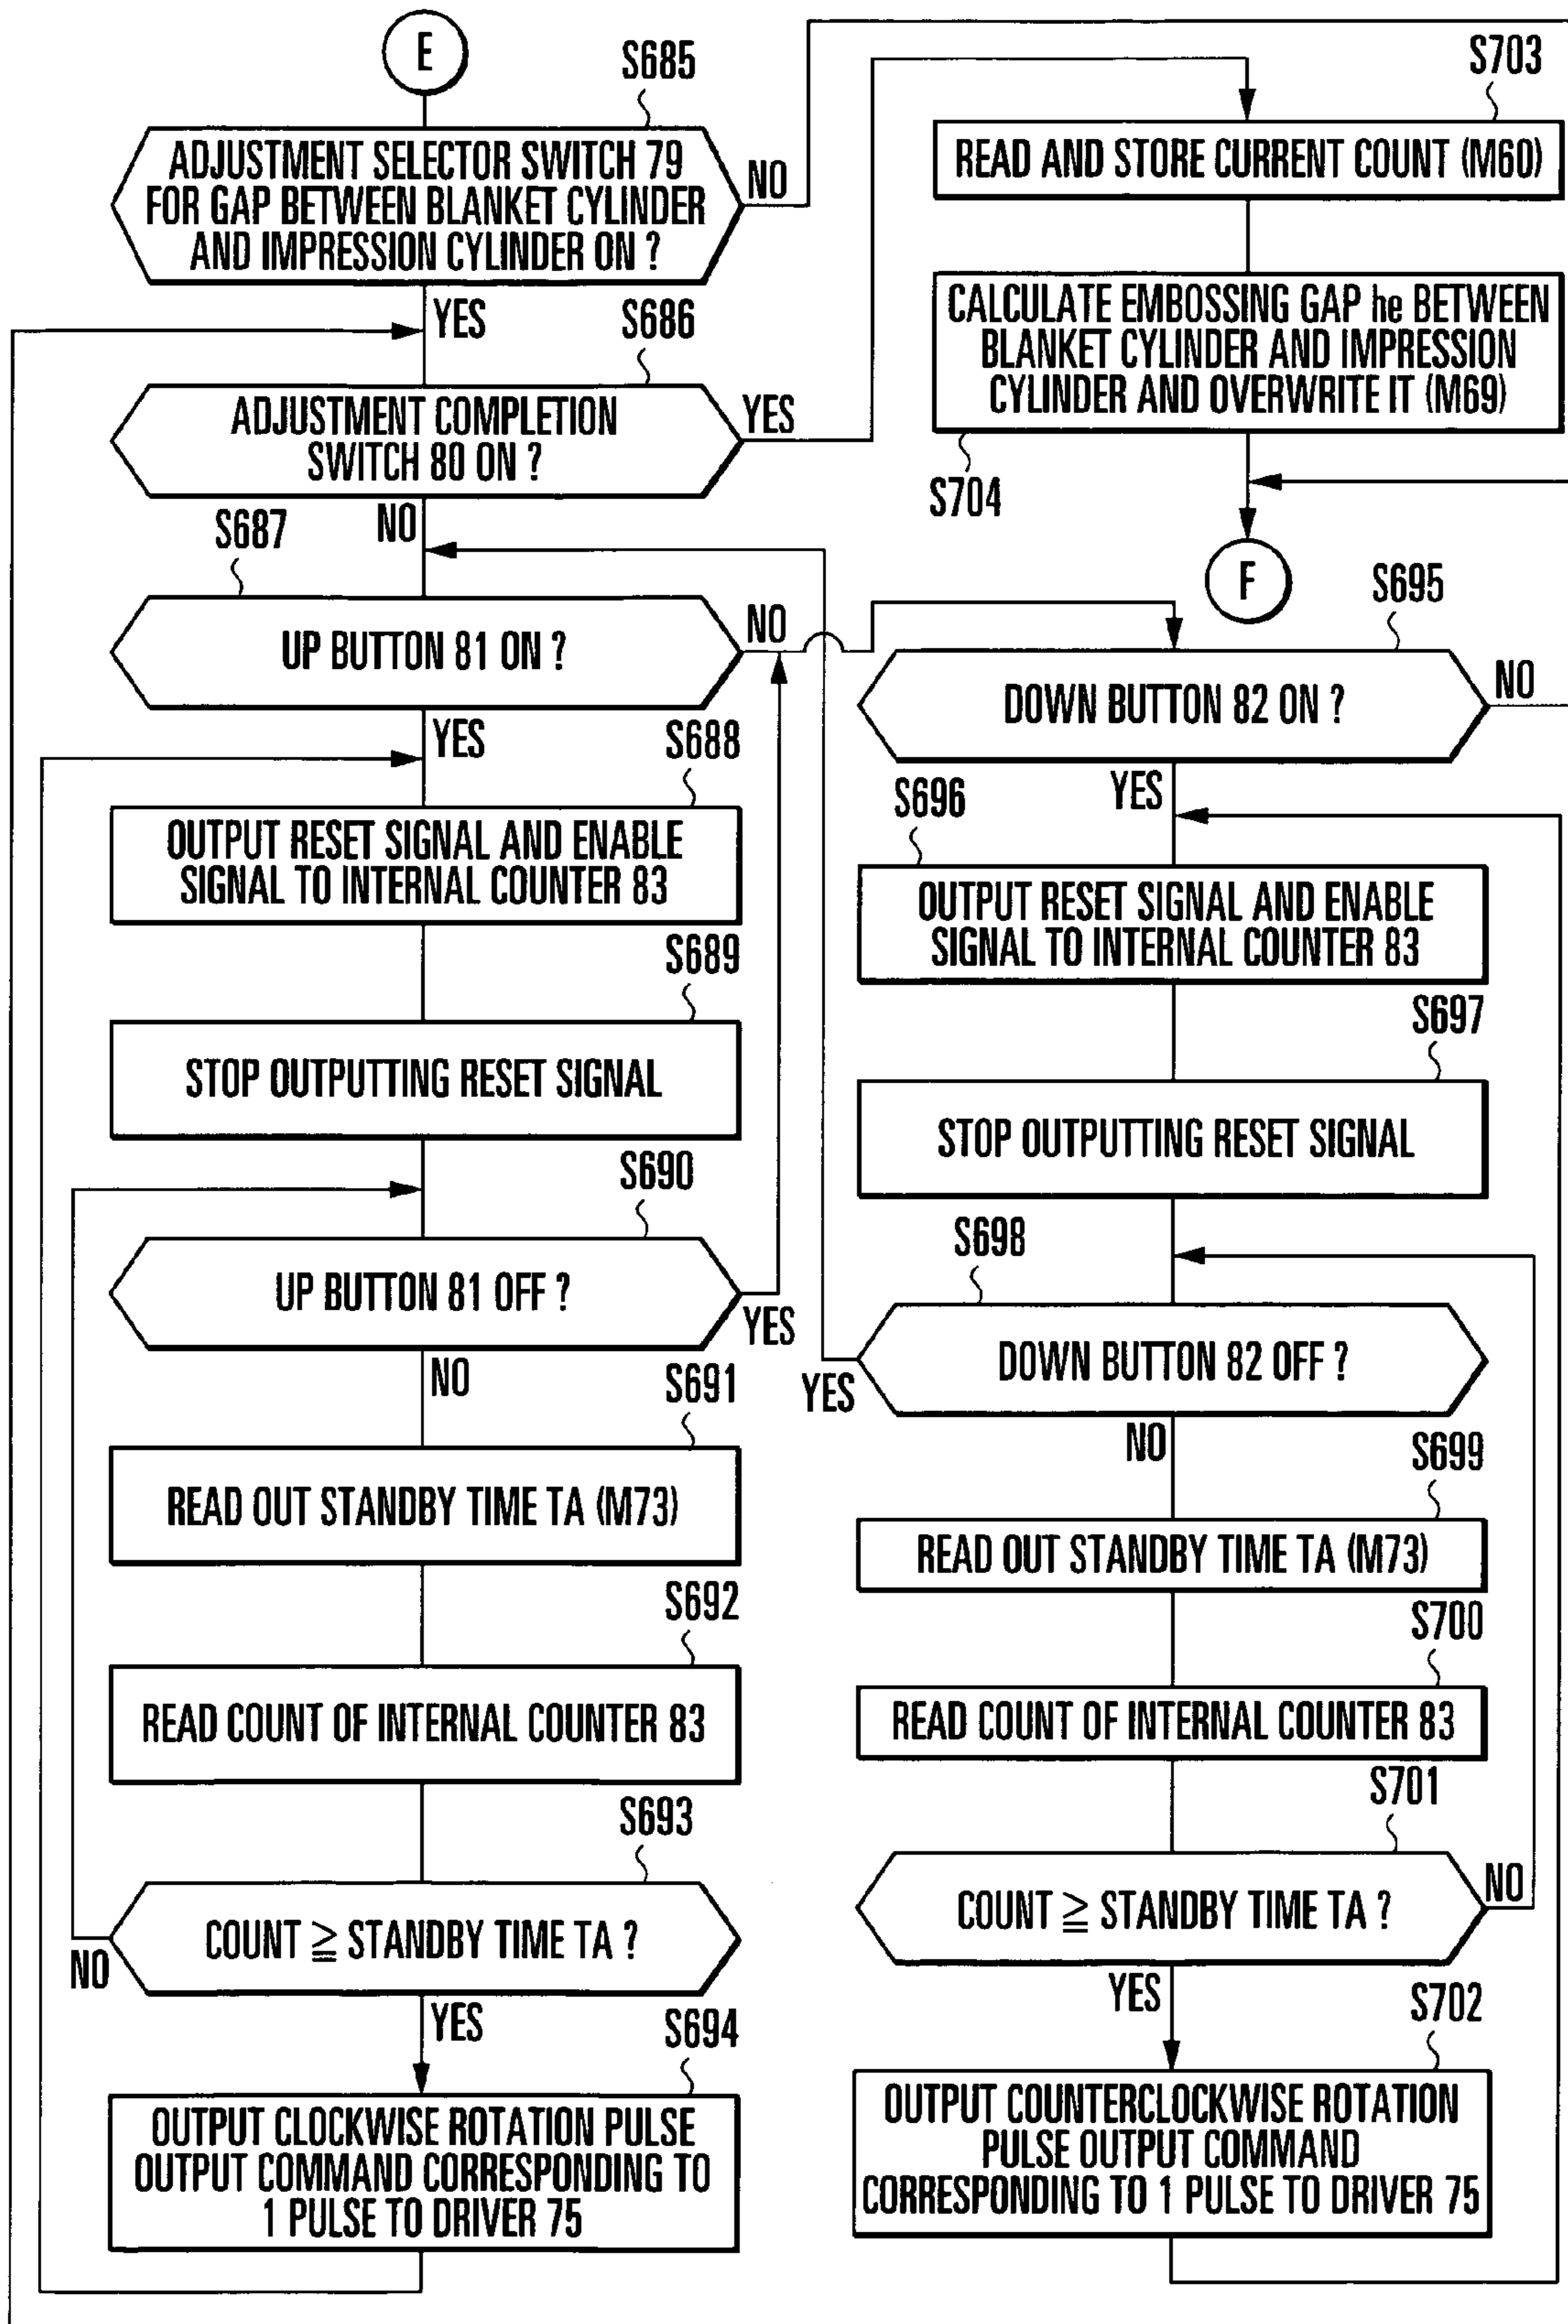 E
S685
ADJUSTMENT SELECTOR SWITCH 79
FOR GAP BETWEEN BLANKET CYLINDER
AND IMPRESSION CYLINDER ON ?
NO
YES
S686
ADJUSTMENT COMPLETION
SWITCH 80 ON ?
YES
NO
S687
UP BUTTON 81 ON ?
NO
YES
S688
OUTPUT RESET SIGNAL AND ENABLE
SIGNAL TO INTERNAL COUNTER 83
S689
STOP OUTPUTTING RESET SIGNAL
S690
UP BUTTON 81 OFF ?
YES
NO
S691
READ OUT STANDBY TIME TA (M73)
S692
READ COUNT OF INTERNAL COUNTER 83
S693
COUNT ≧ STANDBY TIME TA ?
NO
YES
S694
OUTPUT CLOCKWISE ROTATION PULSE
OUTPUT COMMAND CORRESPONDING TO
1 PULSE TO DRIVER 75
S703
READ AND STORE CURRENT COUNT (M60)
CALCULATE EMBOSSING GAP he BETWEEN
BLANKET CYLINDER AND IMPRESSION
CYLINDER AND OVERWRITE IT (M69)
S704
F
S695
DOWN BUTTON 82 ON ?
NO
YES
S696
OUTPUT RESET SIGNAL AND ENABLE
SIGNAL TO INTERNAL COUNTER 83
S697
STOP OUTPUTTING RESET SIGNAL
S698
DOWN BUTTON 82 OFF ?
YES
NO
S699
READ OUT STANDBY TIME TA (M73)
S700
READ COUNT OF INTERNAL COUNTER 83
S701
COUNT ≧ STANDBY TIME TA ?
NO
YES
S702
OUTPUT COUNTERCLOCKWISE ROTATION
PULSE OUTPUT COMMAND
CORRESPONDING TO 1 PULSE TO DRIVER 75